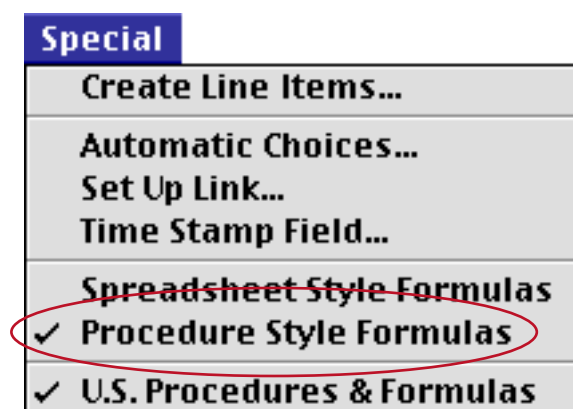 Special
Create Line Items...
Automatic Choices...
Set Up Link...
Time Stamp Field...
Spreadsheet Style Formulas
✓ Procedure Style Formulas
✓ U.S. Procedures & Formulas